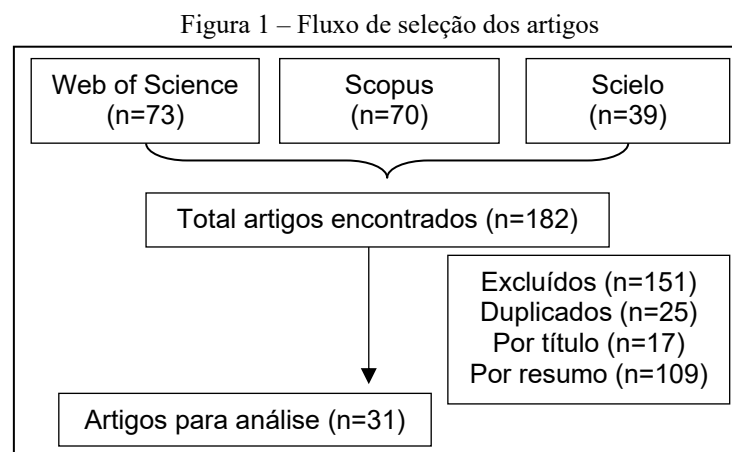 Figura 1 – Fluxo de seleção dos artigos
Web of Science
(n=73)
Scopus
(n=70)
Scielo
(n=39)
Total artigos encontrados (n=182)
Excluídos (n=151)
Duplicados (n=25)
Por título (n=17)
Por resumo (n=109)
Artigos para análise (n=31)